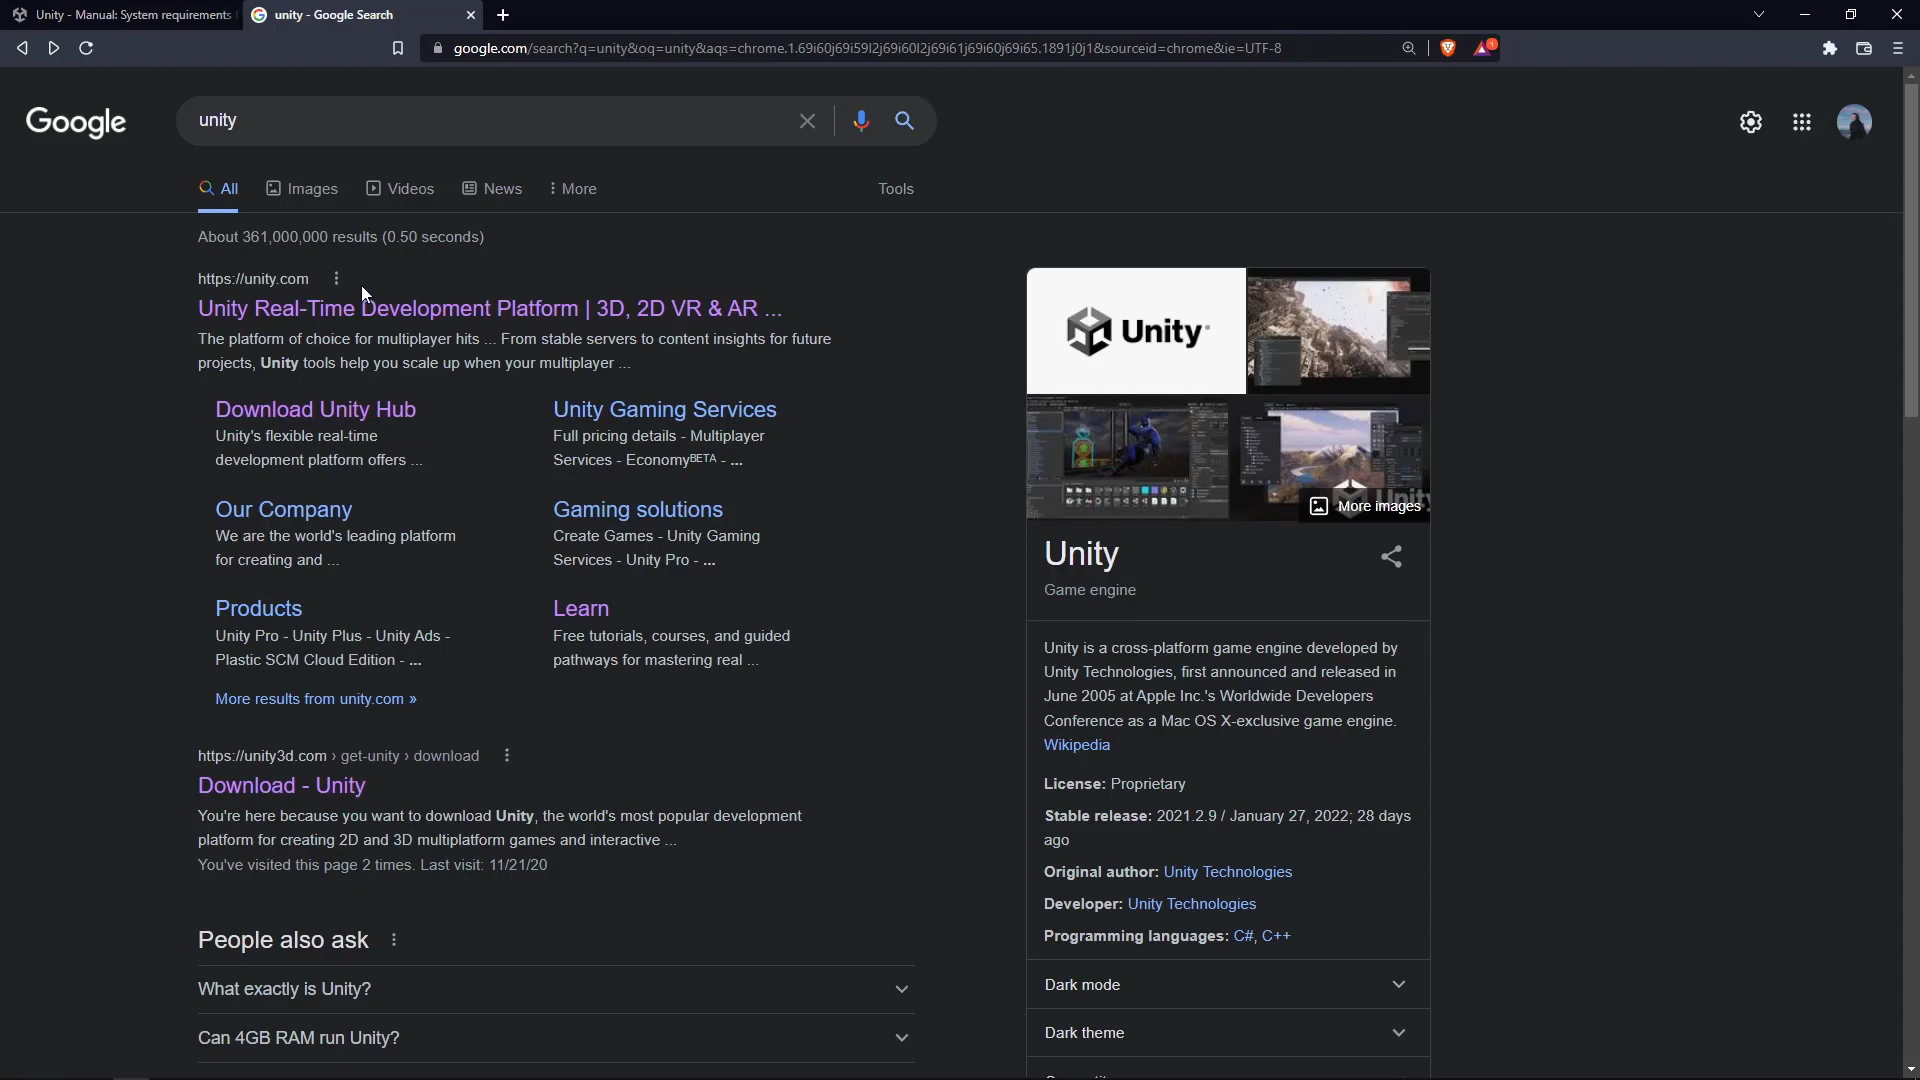 Unity - Manual: System requirements
unity - Google Search
google.com/search?q=unity&oq=unity&aqs=chrome.1.69i60j69i59l2j69i60l2j69i61j69i60j69i65.1891j0j1&sourceid=chrome&ie=UTF-8
1
Google
unity
All
Images
Videos
News
More
Tools
About 361,000,000 results (0.50 seconds)
https://unity.com
Unity Real-Time Development Platform | 3D, 2D VR & AR ...
The platform of choice for multiplayer hits ... From stable servers to content insights for future
projects, Unity tools help you scale up when your multiplayer ...
Download Unity Hub
Unity's flexible real-time
development platform offers ...
Unity Gaming Services
Full pricing details - Multiplayer
Services - Economyᴮᴱᵀᴬ - ...
Our Company
We are the world's leading platform
for creating and ...
Gaming solutions
Create Games - Unity Gaming
Services - Unity Pro - ...
Products
Unity Pro - Unity Plus - Unity Ads -
Plastic SCM Cloud Edition - ...
Learn
Free tutorials, courses, and guided
pathways for mastering real ...
More results from unity.com »
https://unity3d.com › get-unity › download
Download - Unity
You're here because you want to download Unity, the world's most popular development
platform for creating 2D and 3D multiplatform games and interactive ...
You've visited this page 2 times. Last visit: 11/21/20
People also ask
What exactly is Unity?
Can 4GB RAM run Unity?
Unity
More images
Unity
Game engine
Unity is a cross-platform game engine developed by
Unity Technologies, first announced and released in
June 2005 at Apple Inc.'s Worldwide Developers
Conference as a Mac OS X-exclusive game engine.
Wikipedia
License: Proprietary
Stable release: 2021.2.9 / January 27, 2022; 28 days
ago
Original author: Unity Technologies
Developer: Unity Technologies
Programming languages: C#, C++
Dark mode
Dark theme